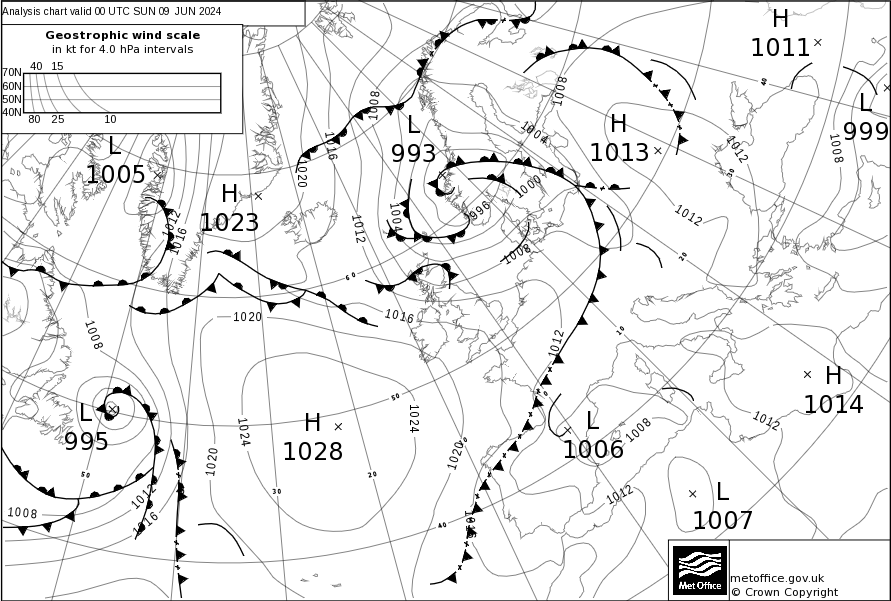 Analysis chart valid 00 UTC SUN 09 JUN 2024
Geostrophic wind scale
in kt for 4.0 hPa intervals
40 15
70N
60N
50N
40N
80 25 10
H
1011
L
999
L
1005
H
1023
L
993
H
1013
L
995
H
1028
L
1006
H
1014
L
1007
1008
1016
1020
1004
1008
1004
1000
996
1008
1012
1012
1008
1012
1012
1016
1012
1016
1020
1008
1024
1020
1024
1020
1012
1008
1012
1012
1008
1012
1016
1016
60
50
50
40
40
30
30
20
20
10
metoffice.gov.uk
© Crown Copyright
Met Office